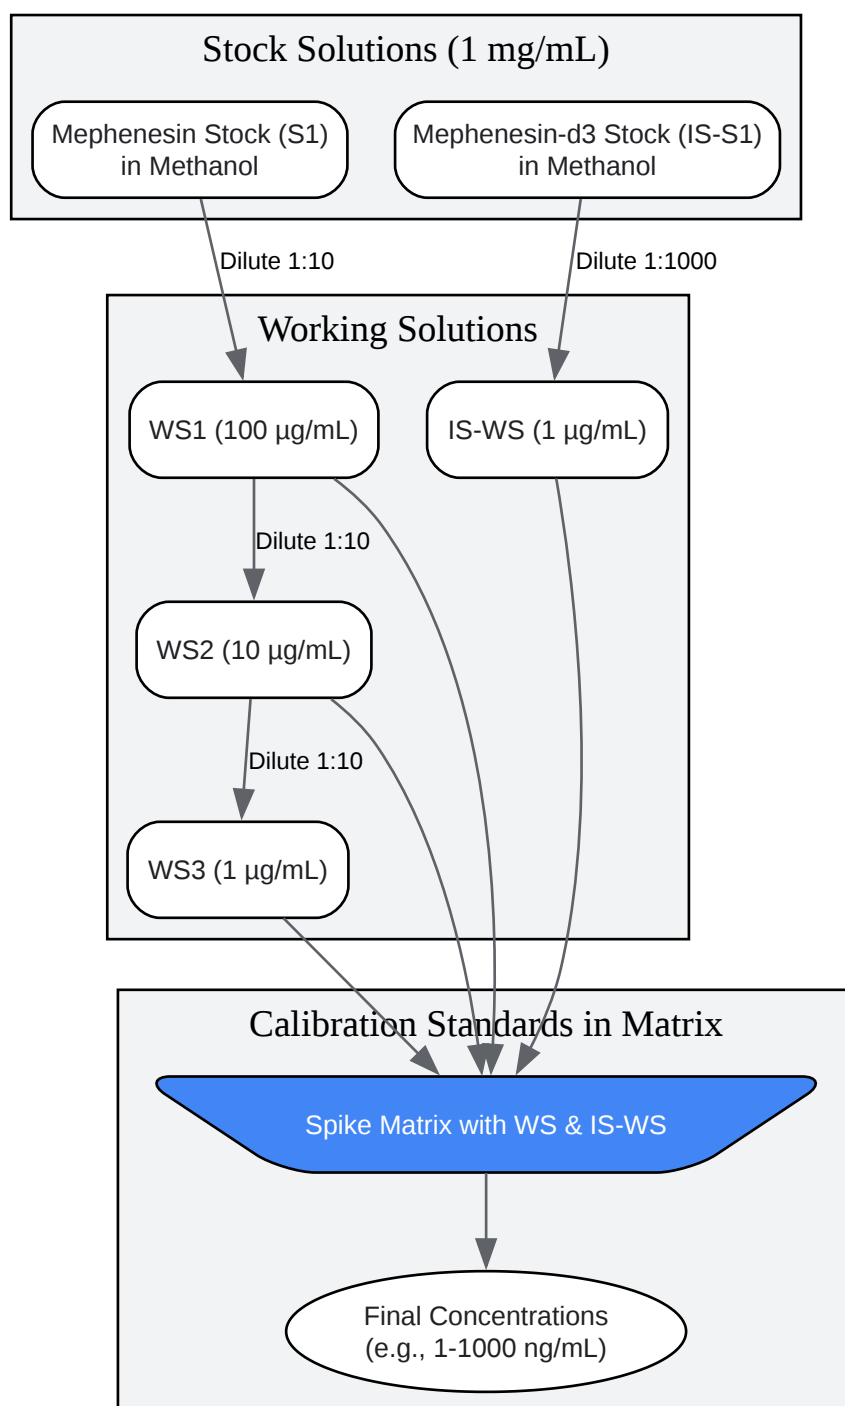 Stock Solutions (1 mg/mL)
Mephenesin Stock (S1)
in Methanol
Mephenesin-d3 Stock (IS-S1)
in Methanol
Dilute 1:10
Dilute 1:1000
Working Solutions
WS1 (100 µg/mL)
IS-WS (1 µg/mL)
Dilute 1:10
WS2 (10 µg/mL)
Dilute 1:10
WS3 (1 µg/mL)
Calibration Standards in Matrix
Spike Matrix with WS & IS-WS
Final Concentrations
(e.g., 1-1000 ng/mL)